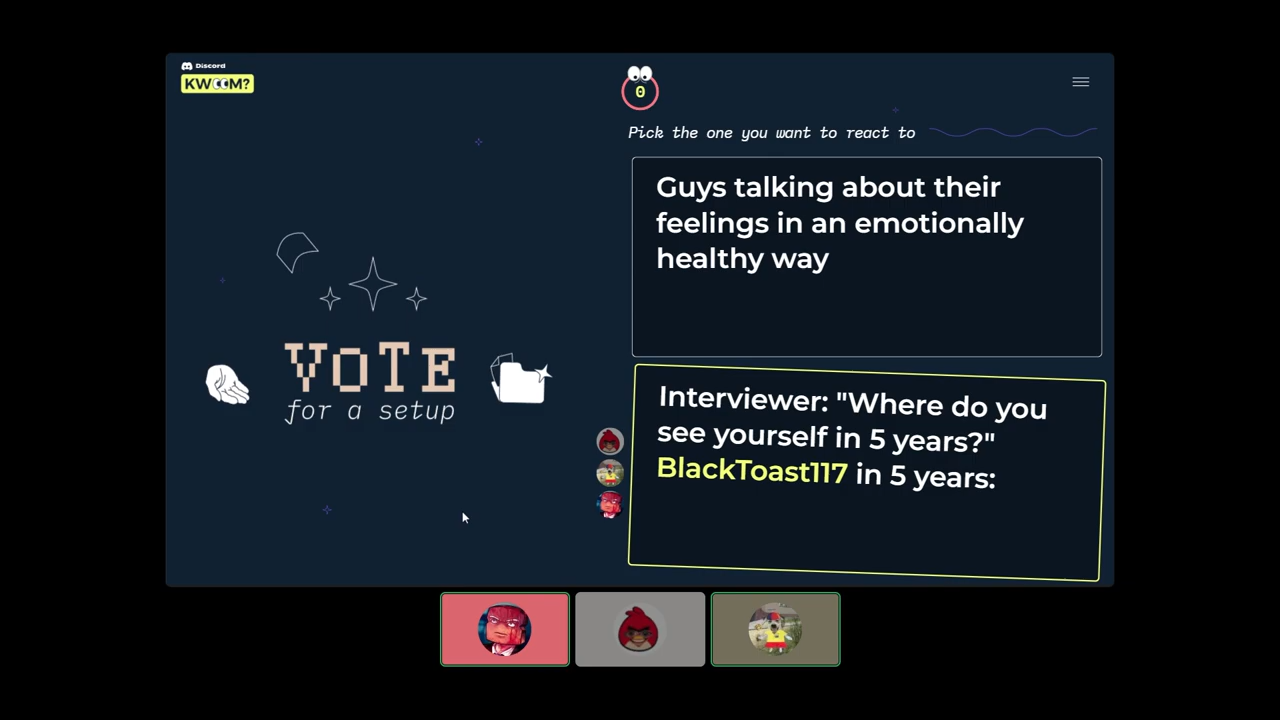 Discord
KWOOM?
0
Pick the one you want to react to
Guys talking about their
feelings in an emotionally
healthy way
VOTE
for a setup
Interviewer: "Where do you
see yourself in 5 years?"
BlackToast117 in 5 years: